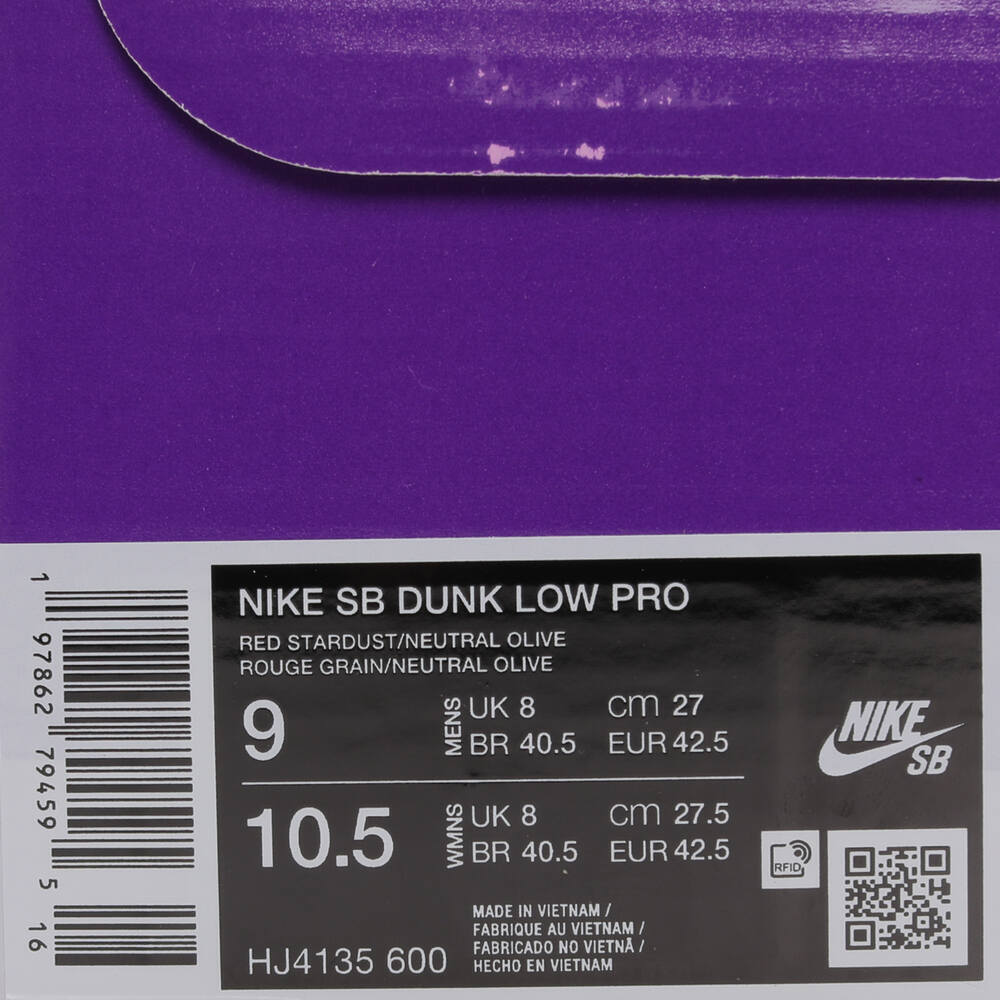 NIKE SB DUNK LOW PRO
RED STARDUST/NEUTRAL OLIVE
ROUGE GRAIN/NEUTRAL OLIVE
9
MENS
UK 8 cm 27
BR 40.5 EUR 42.5
10.5
WMNS
UK 8 cm 27.5
BR 40.5 EUR 42.5
NIKE
SB
RFID
MADE IN VIETNAM /
FABRIQUE AU VIETNAM /
FABRICADO NO VIETNÃ /
HECHO EN VIETNAM
HJ4135 600
1 97862 79459 5 16